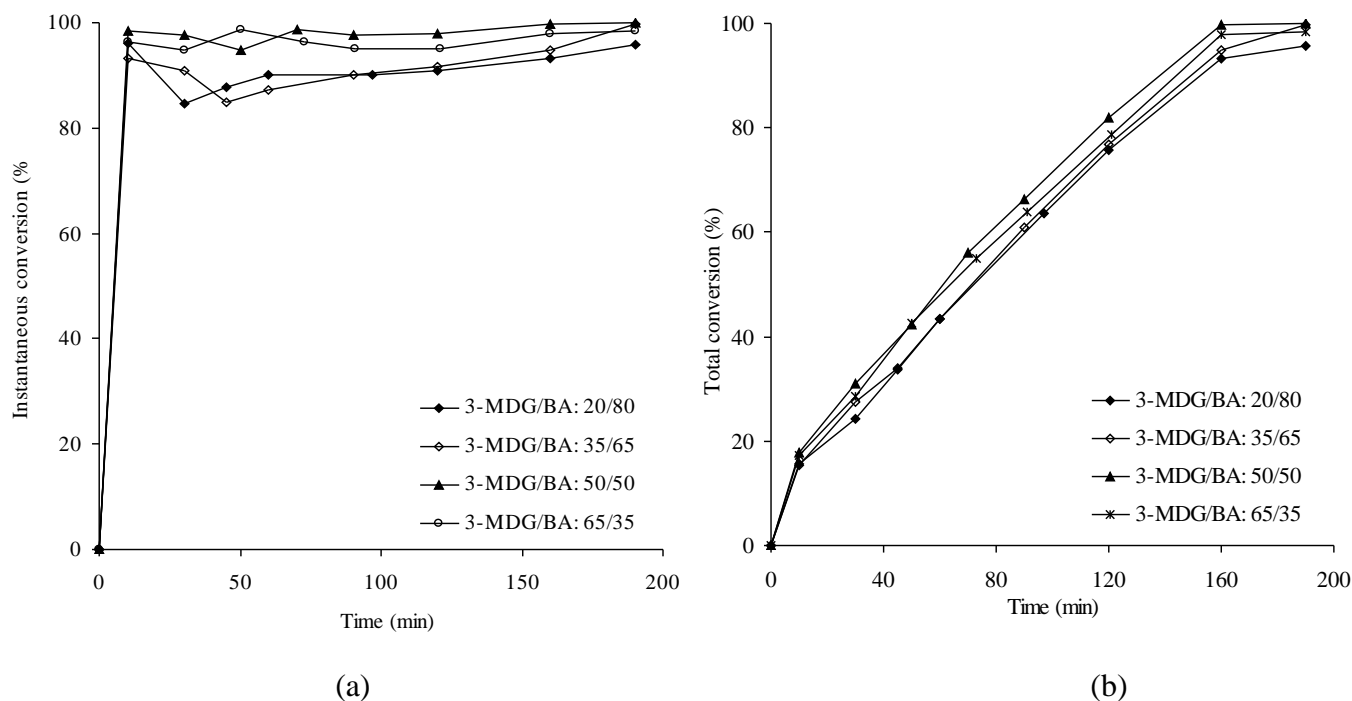 100
80
60
40
20
0
Instantaneous conversion (%
3-MDG/BA: 20/80
3-MDG/BA: 35/65
3-MDG/BA: 50/50
3-MDG/BA: 65/35
0 50 100 150 200
Time (min)
(a)
100
80
60
40
20
0
Total conversion (%)
3-MDG/BA: 20/80
3-MDG/BA: 35/65
3-MDG/BA: 50/50
3-MDG/BA: 65/35
0 40 80 120 160 200
Time (min)
(b)